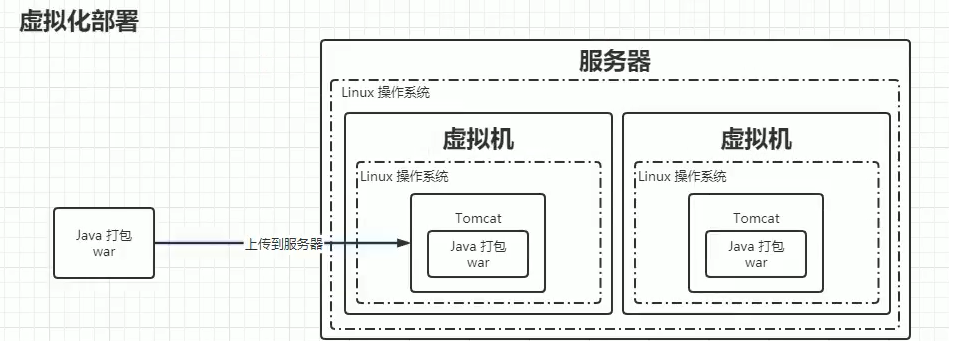 虚拟化部署
服务器
Linux 操作系统
虚拟机
虚拟机
Linux 操作系统
Linux 操作系统
Tomcat
Tomcat
Java 打包
war
上传到服务器
Java 打包
war
Java 打包
war